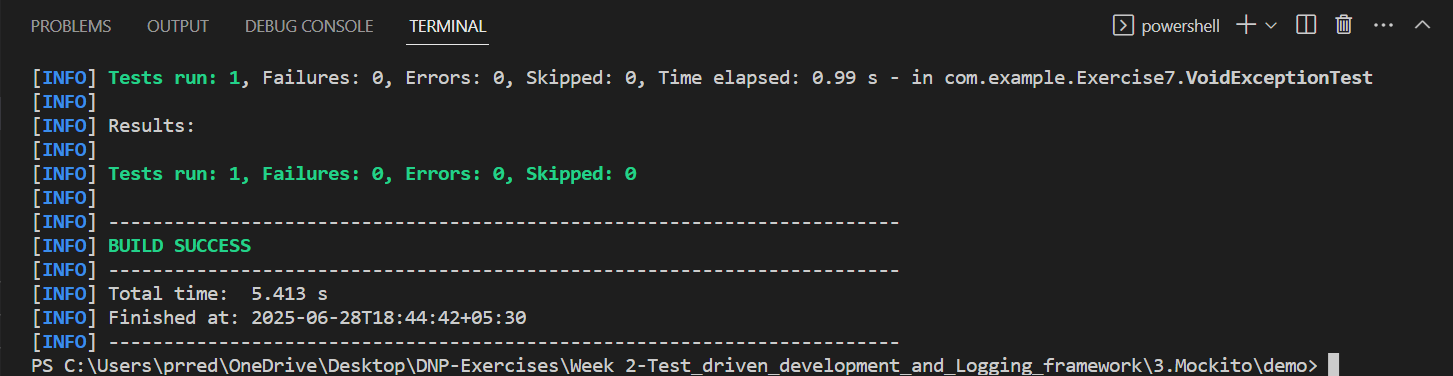 PROBLEMS OUTPUT DEBUG CONSOLE TERMINAL powershell
[INFO] Tests run: 1, Failures: 0, Errors: 0, Skipped: 0, Time elapsed: 0.99 s - in com.example.Exercise7.VoidExceptionTest
[INFO]
[INFO] Results:
[INFO]
[INFO] Tests run: 1, Failures: 0, Errors: 0, Skipped: 0
[INFO]
[INFO] ------------------------------------------------------------------------
[INFO] BUILD SUCCESS
[INFO] ------------------------------------------------------------------------
[INFO] Total time:  5.413 s
[INFO] Finished at: 2025-06-28T18:44:42+05:30
[INFO] ------------------------------------------------------------------------
PS C:\Users\prred\OneDrive\Desktop\DNP-Exercises\Week 2-Test_driven_development_and_Logging_framework\3.Mockito\demo>